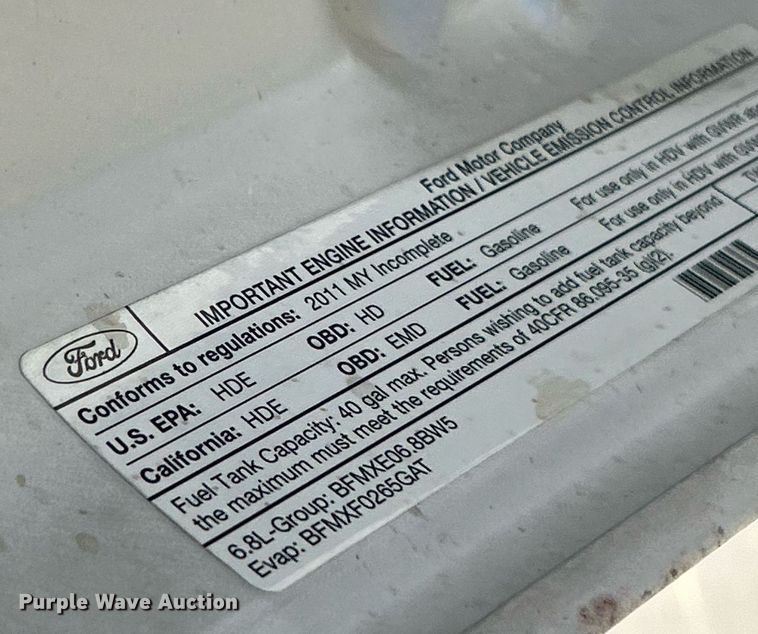 Ford Motor Company
Ford IMPORTANT ENGINE INFORMATION / VEHICLE EMISSION CONTROL INFORMATION
Conforms to regulations: 2011 MY Incomplete
U.S. EPA: HDE OBD: HD FUEL: Gasoline For use only in HDV with GVWR
California: HDE OBD: EMD FUEL: Gasoline For use only in HDV with
Fuel Tank Capacity: 40 gal max. Persons wishing to add fuel tank capacity beyond
the maximum must meet the requirements of 40CFR 86.095-35 (g)(2).
6.8L-Group: BFMXE06.8BW5
Evap: BFMXF0265GAT
Purple Wave Auction